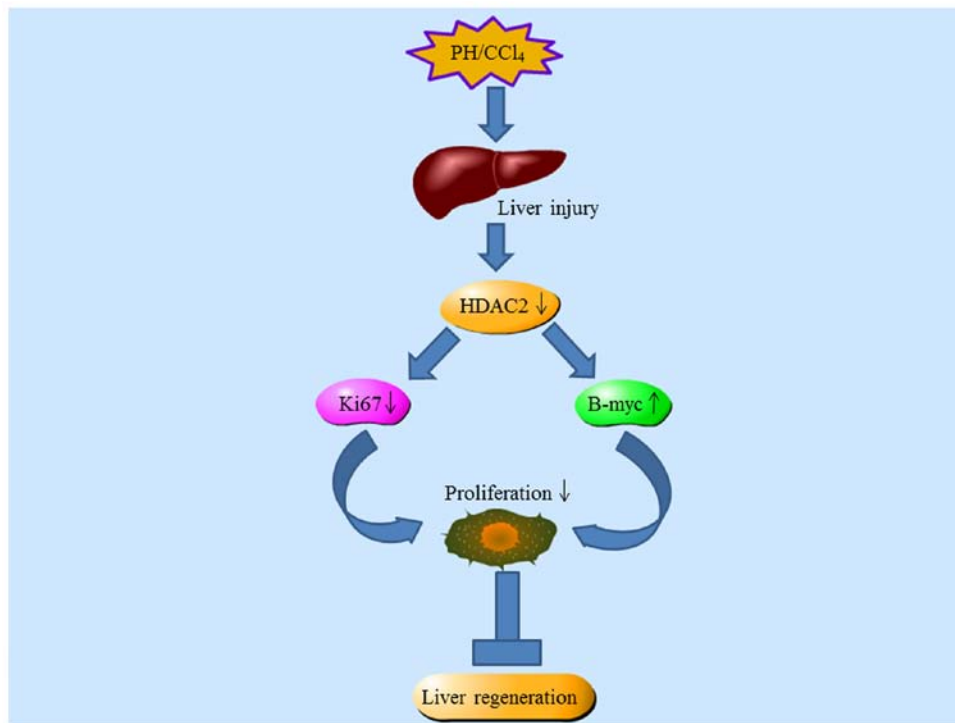 PH/CCl₄
Liver injury
HDAC2 ↓
Ki67 ↓
B-myc ↑
Proliferation ↓
Liver regeneration